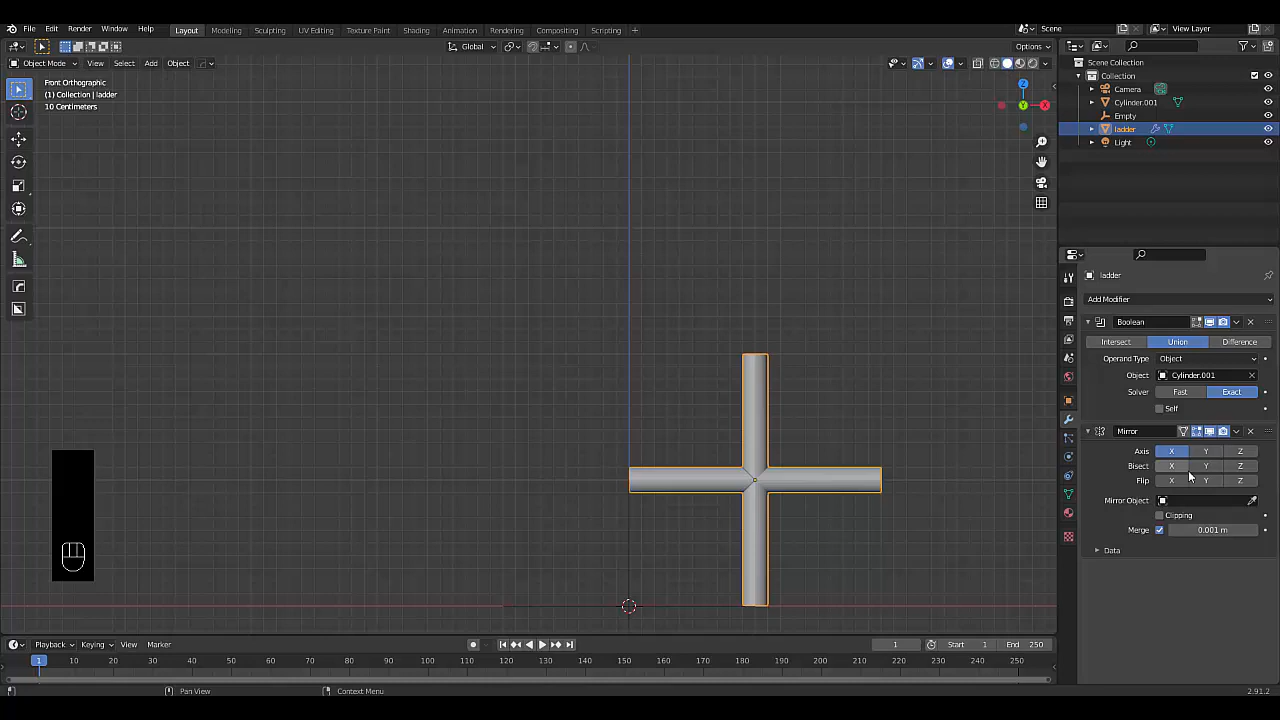 File Edit Render Window Help Layout Modeling Sculpting UV Editing Texture Paint Shading Animation Rendering Compositing Scripting + Scene View Layer
Global Options
Object Mode View Select Add Object
Front Orthographic
(1) Collection | ladder
10 Centimeters
Z
Y
X
Scene Collection
Collection
Camera
Cylinder.001
Empty
ladder
Light
ladder
Add Modifier
Boolean
Intersect Union Difference
Operand Type Object
Object Cylinder.001
Solver Fast Exact
Self
Mirror
Axis X Y Z
Bisect X Y Z
Flip X Y Z
Mirror Object
Clipping
Merge 0.001 m
Data
Playback Keying View Marker 1 Start 1 End 250
1 10 20 30 40 50 60 70 80 90 100 110 120 130 140 150 160 170 180 190 200 210 220 230 240 250
Pan View Context Menu 2.91.2